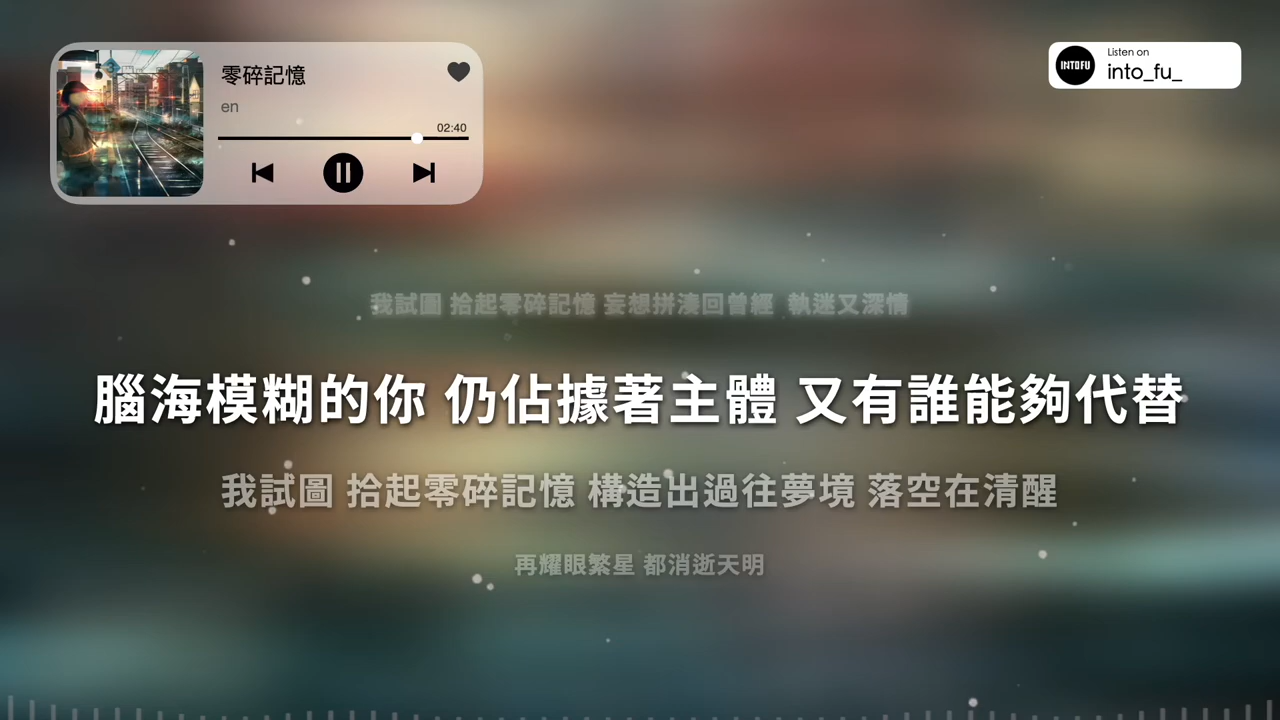 零碎記憶
en
02:40
INTOFU
Listen on
into_fu_
我試圖 拾起零碎記憶 妄想拼湊回曾經 執迷又深情
腦海模糊的你 仍佔據著主體 又有誰能夠代替
我試圖 拾起零碎記憶 構造出過往夢境 落空在清醒
再耀眼繁星 都消逝天明